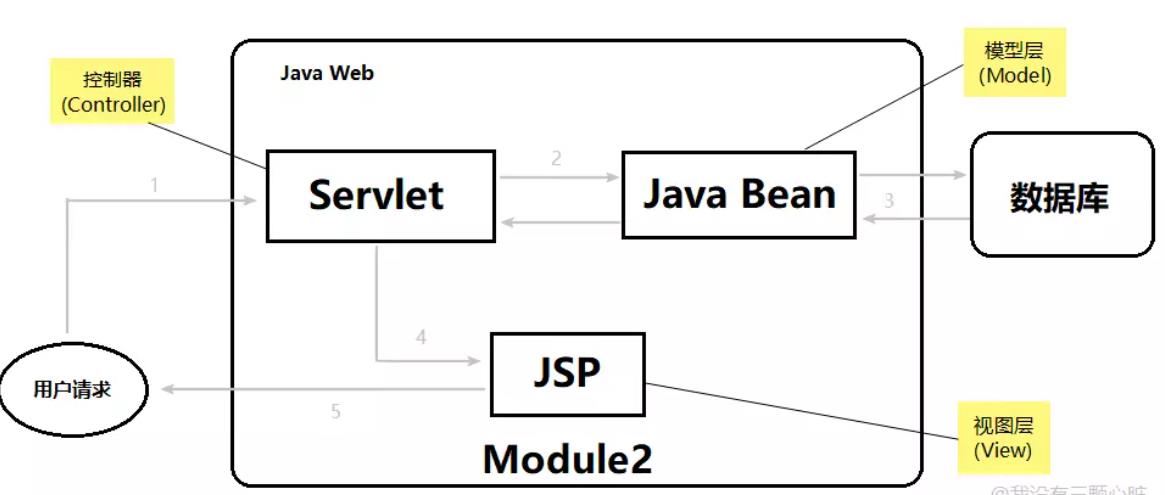 模型层
(Model)
控制器
(Controller)
Java Web
1
2
3
Servlet
Java Bean
数据库
4
JSP
用户请求
5
视图层
(View)
Module2
@我没有三颗心脏